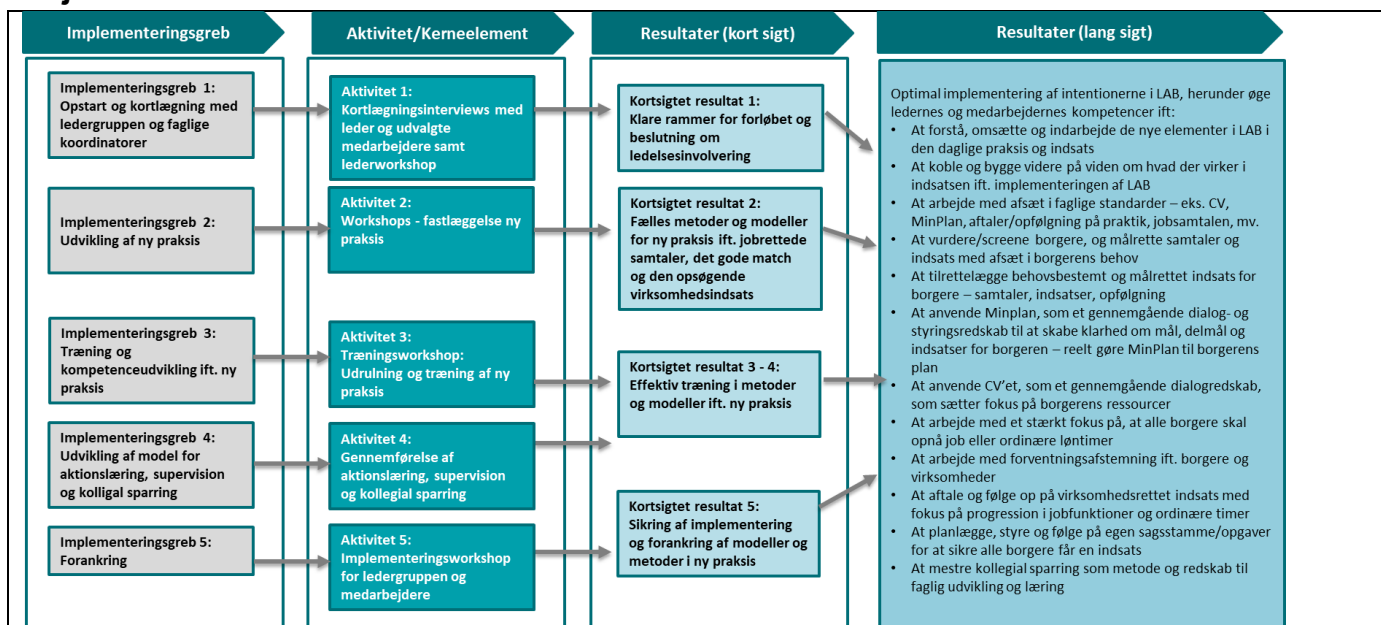 Implementeringsgreb
Aktivitet/Kerneelement
Resultater (kort sigt)
Resultater (lang sigt)
Implementeringsgreb 1:
Opstart og kortlægning med
ledergruppen og faglige
koordinatorer
Aktivitet 1:
Kortlægningsinterviews med
leder og udvalgte
medarbejdere samt
lederworkshop
Kortsigtet resultat 1:
Klare rammer for forløbet og
beslutning om
ledelsesinvolvering
Implementeringsgreb 2:
Udvikling af ny praksis
Aktivitet 2:
Workshops - fastlæggelse ny
praksis
Kortsigtet resultat 2:
Fælles metoder og modeller
for ny praksis ift. jobrettede
samtaler, det gode match
og den opsøgende
virksomhedsindsats
Implementeringsgreb 3:
Træning og
kompetenceudvikling ift. ny
praksis
Aktivitet 3:
Træningsworkshop:
Udrulning og træning af ny
praksis
Kortsigtet resultat 3 - 4:
Effektiv træning i metoder
og modeller ift. ny praksis
Implementeringsgreb 4:
Udvikling af model for
aktionslæring, supervision
og kolligal sparring
Aktivitet 4:
Gennemførelse af
aktionslæring, supervision
og kollegial sparring
Implementeringsgreb 5:
Forankring
Aktivitet 5:
Implementeringsworkshop
for ledergruppen og
medarbejdere
Kortsigtet resultat 5:
Sikring af implementering
og forankring af modeller og
metoder i ny praksis
Optimal implementering af intentionerne i LAB, herunder øge
ledernes og medarbejdernes kompetencer ift:
• At forstå, omsætte og indarbejde de nye elementer i LAB i
den daglige praksis og indsats
• At koble og bygge videre på viden om hvad der virker i
indsatsen ift. implementeringen af LAB
• At arbejde med afsæt i faglige standarder – eks. CV,
MinPlan, aftaler/opfølgning på praktik, jobsamtalen, mv.
• At vurdere/screene borgere, og målrette samtaler og
indsats med afsæt i borgerens behov
• At tilrettelægge behovsbestemt og målrettet indsats for
borgere – samtaler, indsatser, opfølgning
• At anvende Minplan, som et gennemgående dialog- og
styringsredskab til at skabe klarhed om mål, delmål og
indsatser for borgeren – reelt gøre MinPlan til borgerens
plan
• At anvende CV’et, som et gennemgående dialogredskab,
som sætter fokus på borgerens ressourcer
• At arbejde med et stærkt fokus på, at alle borgere skal
opnå job eller ordinære løntimer
• At arbejde med forventningsafstemning ift. borgere og
virksomheder
• At aftale og følge op på virksomhedsrettet indsats med
fokus på progression i jobfunktioner og ordinære timer
• At planlægge, styre og følge på egen sagsstamme/opgaver
for at sikre alle borgere får en indsats
• At mestre kollegial sparring som metode og redskab til
faglig udvikling og læring